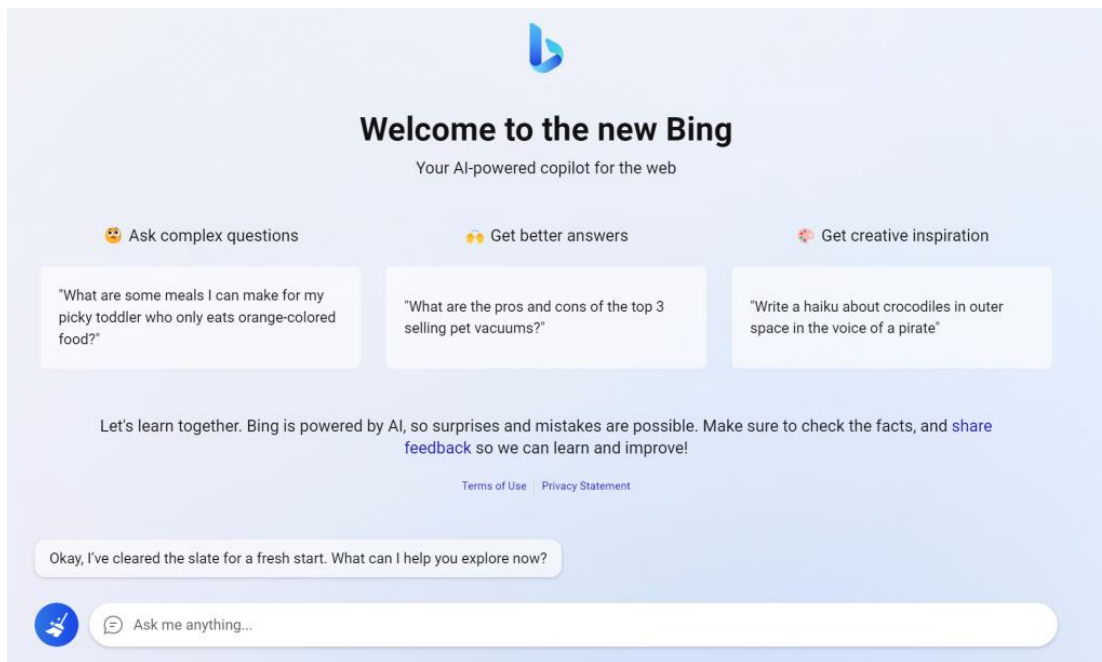 Welcome to the new Bing
Your AI-powered copilot for the web
Ask complex questions
"What are some meals I can make for my
picky toddler who only eats orange-colored
food?"
Get better answers
"What are the pros and cons of the top 3
selling pet vacuums?"
Get creative inspiration
"Write a haiku about crocodiles in outer
space in the voice of a pirate"
Let's learn together. Bing is powered by AI, so surprises and mistakes are possible. Make sure to check the facts, and share
feedback so we can learn and improve!
Terms of Use Privacy Statement
Okay, I've cleared the slate for a fresh start. What can I help you explore now?
Ask me anything...